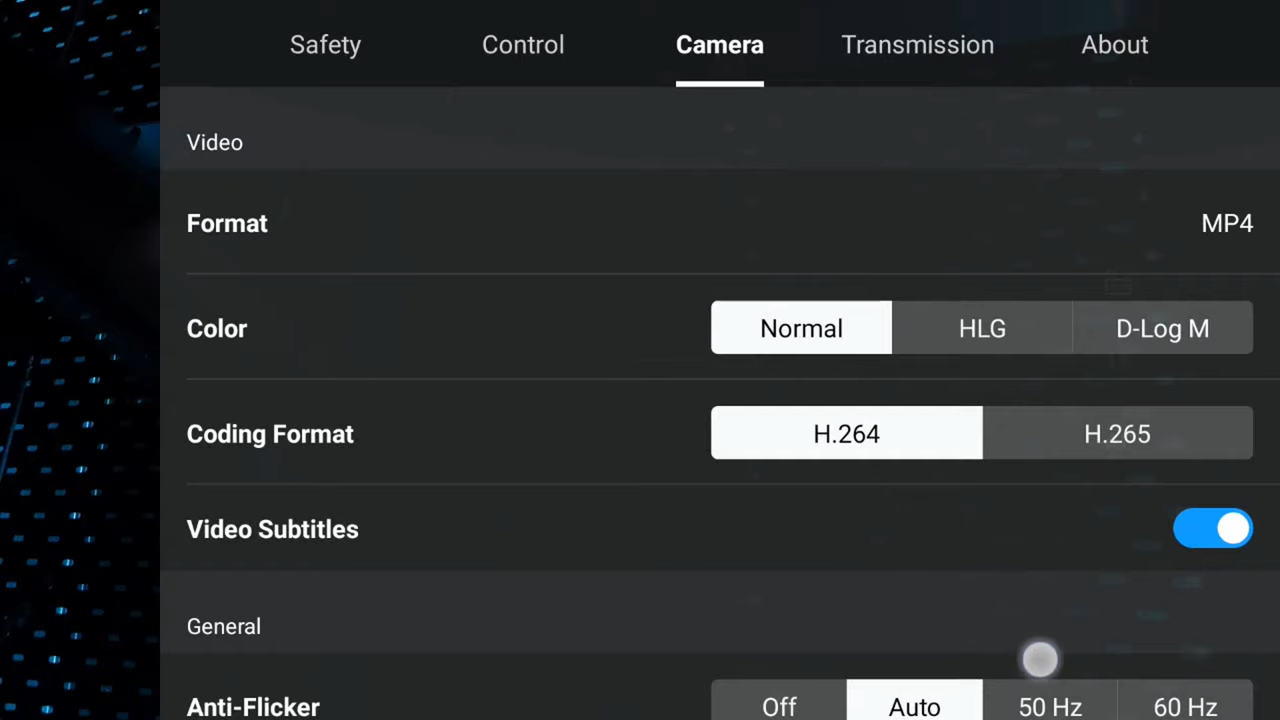 Safety Control Camera Transmission About
Video
Format MP4
Color Normal HLG D-Log M
Coding Format H.264 H.265
Video Subtitles
General
Anti-Flicker Off Auto 50 Hz 60 Hz